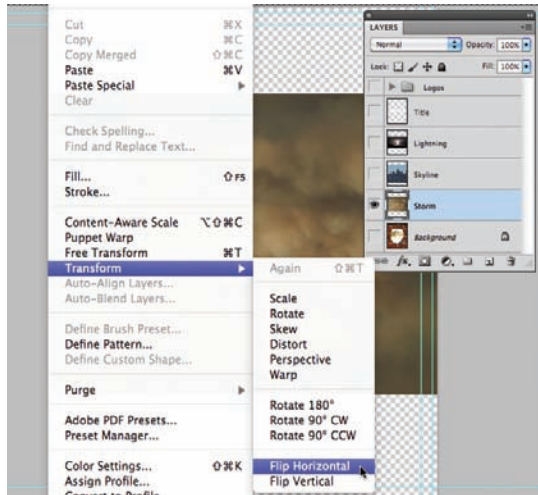 Cut ⌘X
Copy ⌘C
Copy Merged ⇧⌘C
Paste ⌘V
Paste Special
Clear
Check Spelling...
Find and Replace Text...
Fill... ⇧F5
Stroke...
Content-Aware Scale ⌥⇧⌘C
Puppet Warp
Free Transform ⌘T
Transform
Auto-Align Layers...
Auto-Blend Layers...
Define Brush Preset...
Define Pattern...
Define Custom Shape...
Purge
Adobe PDF Presets...
Preset Manager...
Color Settings... ⇧⌘K
Assign Profile...
Convert to Profile
Again ⇧⌘T
Scale
Rotate
Skew
Distort
Perspective
Warp
Rotate 180°
Rotate 90° CW
Rotate 90° CCW
Flip Horizontal
Flip Vertical
LAYERS
Normal Opacity: 100%
Lock: Fill: 100%
Logos
Title
Lightning
Skyline
Storm
Background
fx.